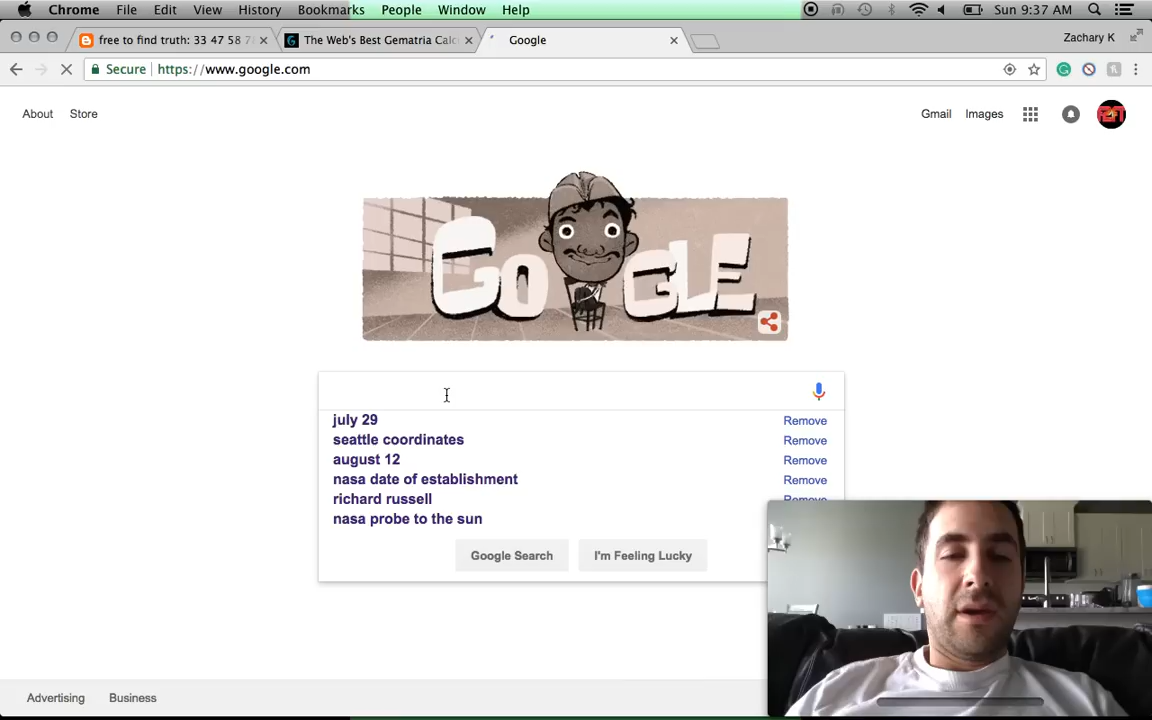 Chrome File Edit View History Bookmarks People Window Help Sun 9:37 AM
free to find truth: 33 47 58 7 The Web's Best Gematria Calc Google Zachary K
Secure https://www.google.com
About Store Gmail Images
GOOGLE
july 29 Remove
seattle coordinates Remove
august 12 Remove
nasa date of establishment Remove
richard russell Remove
nasa probe to the sun
Google Search I'm Feeling Lucky
Advertising Business